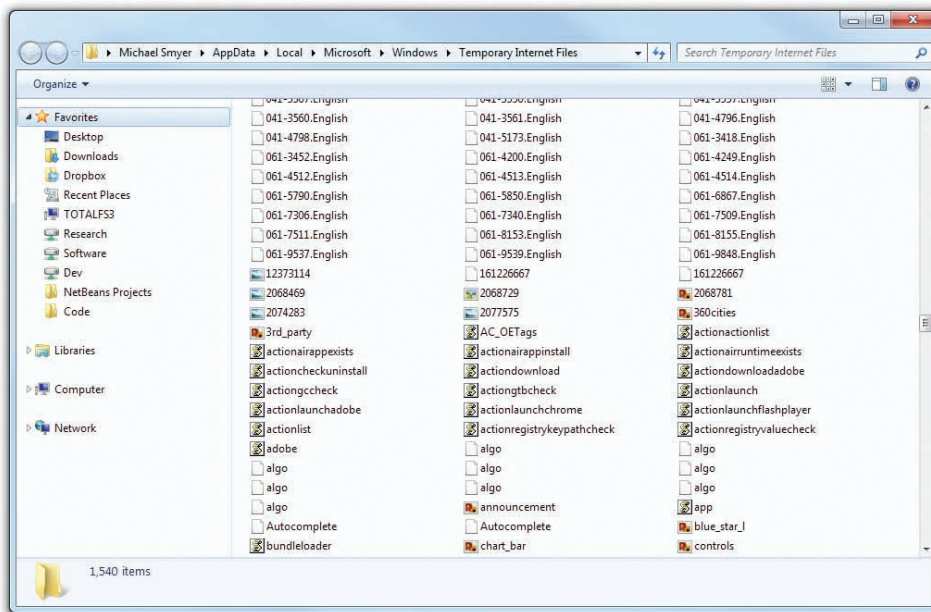 Michael Smyer AppData Local Microsoft Windows Temporary Internet Files Search Temporary Internet Files
Organize
Favorites
Desktop
Downloads
Dropbox
Recent Places
TOTALFS3
Research
Software
Dev
NetBeans Projects
Code
Libraries
Computer
Network
041-3560.English 041-3561.English 041-4796.English
041-4798.English 041-5173.English 061-3418.English
061-3452.English 061-4200.English 061-4249.English
061-4512.English 061-4513.English 061-4514.English
061-5790.English 061-5850.English 061-6867.English
061-7306.English 061-7340.English 061-7509.English
061-7511.English 061-8153.English 061-8155.English
061-9537.English 061-9539.English 061-9848.English
12373114 161226667 161226667
2068469 2068729 2068781
2074283 2077575 360cities
3rd_party AC_OETags actionactionlist
actionairappexists actionairappinstall actionairruntimeexists
actioncheckuninstall actiondownload actiondownloadadobe
actiongccheck actiongtbcheck actionlaunch
actionlaunchadobe actionlaunchchrome actionlaunchflashplayer
actionlist actionregistrykeypathcheck actionregistryvaluecheck
adobe algo algo
algo algo algo
algo algo algo
algo announcement app
Autocomplete Autocomplete blue_star_l
bundleloader chart_bar controls
1,540 items